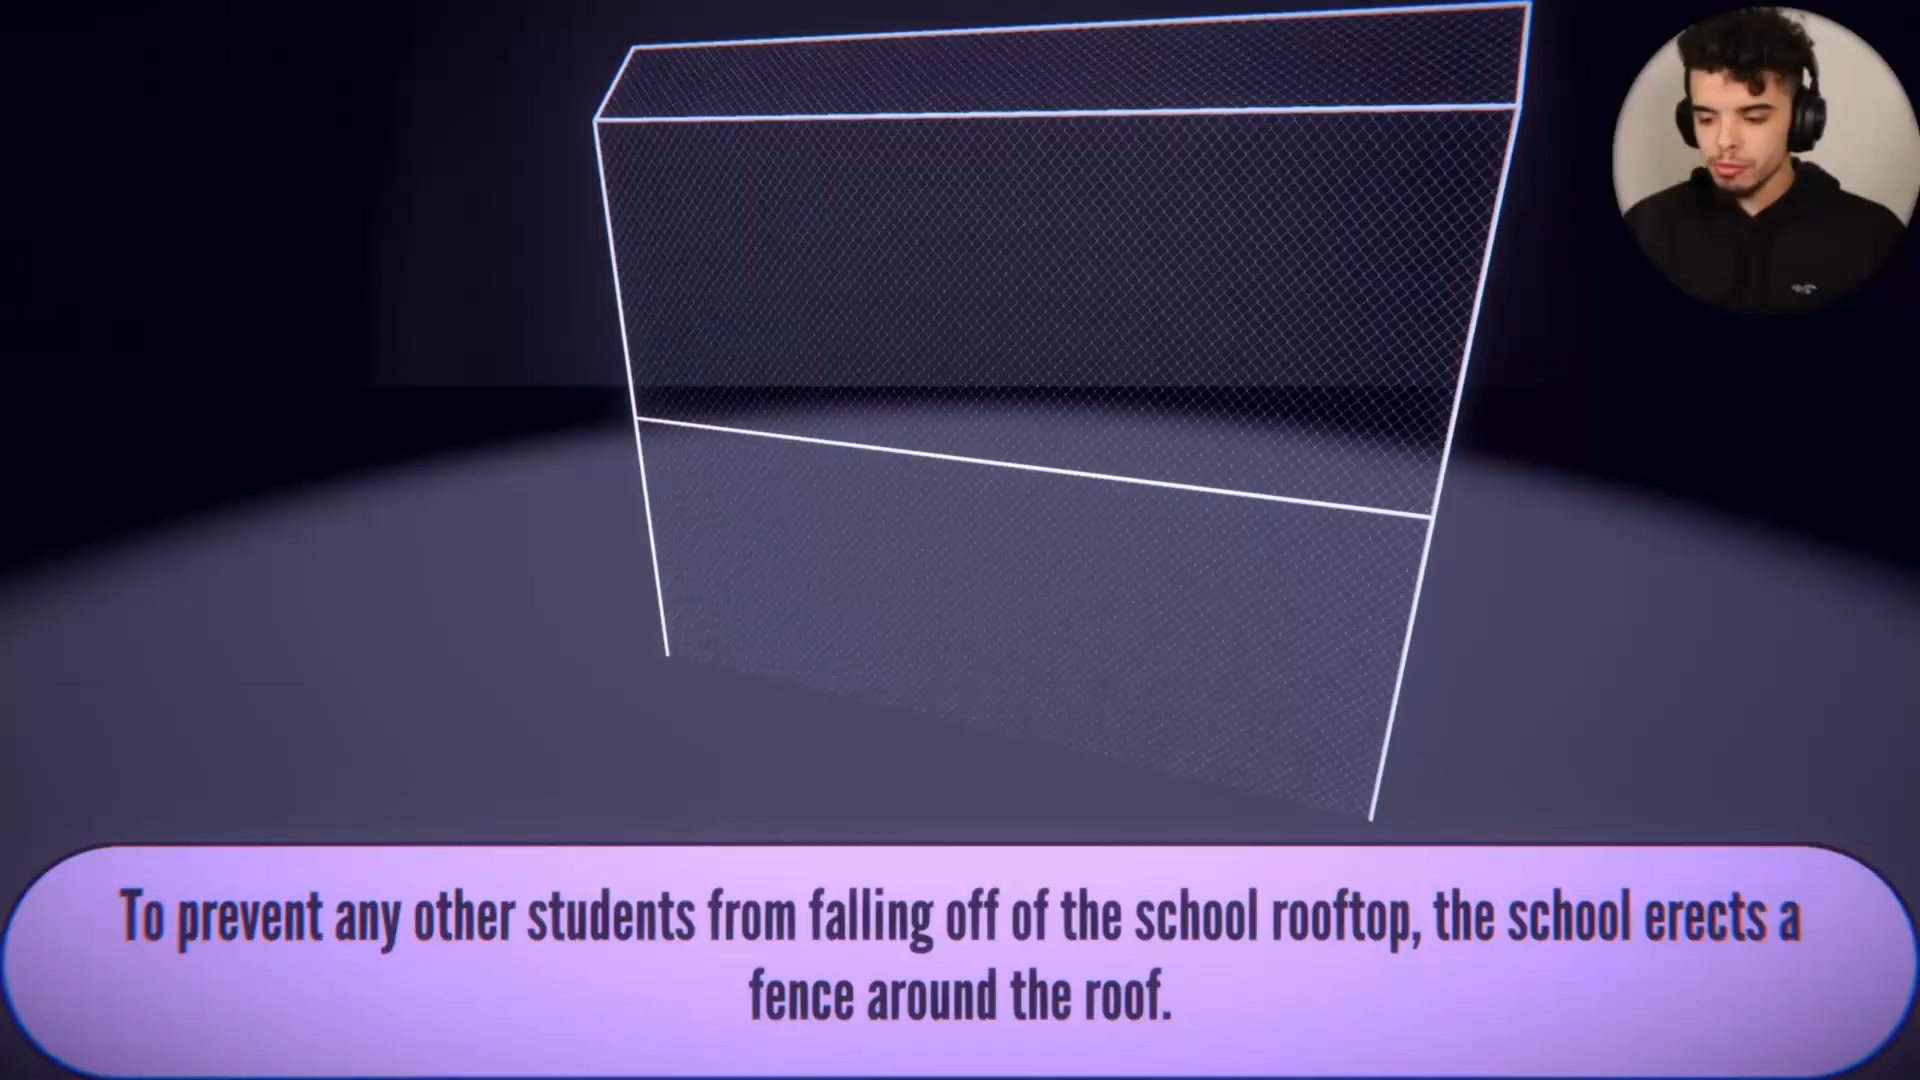 To prevent any other students from falling off of the school rooftop, the school erects a
fence around the roof.